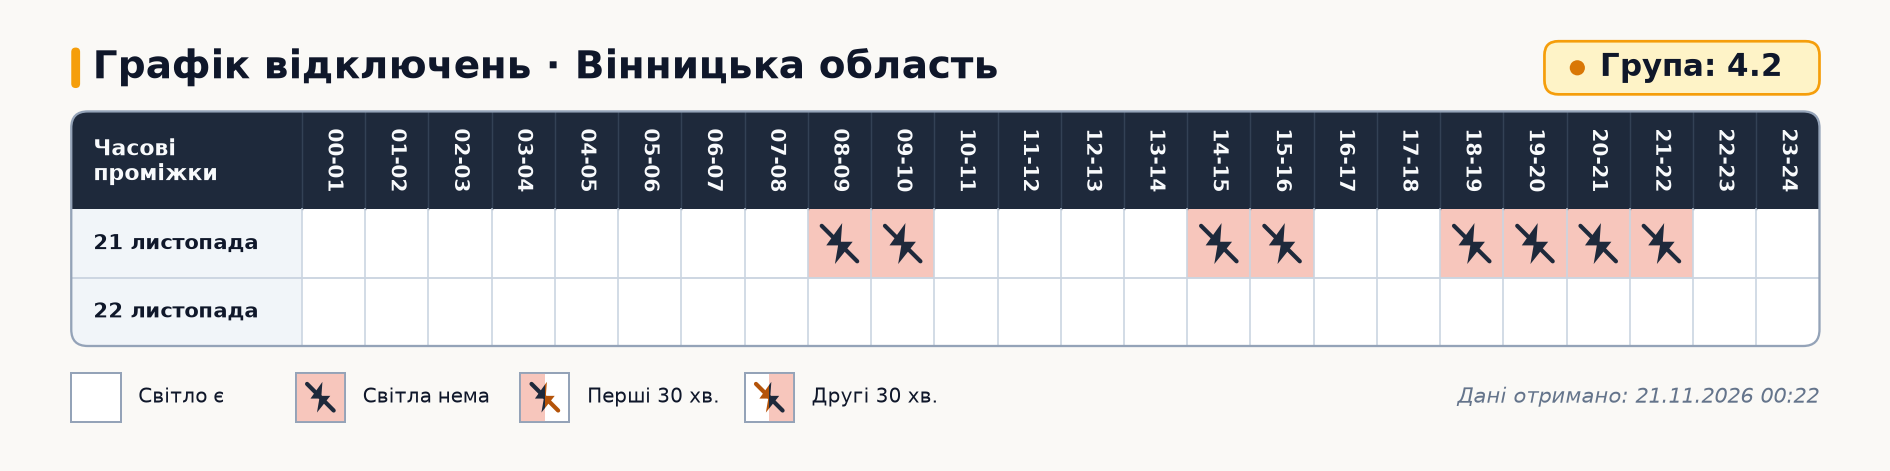 Графік відключень · Вінницька область
Група: 4.2
Часові
проміжки
00-01
01-02
02-03
03-04
04-05
05-06
06-07
07-08
08-09
09-10
10-11
11-12
12-13
13-14
14-15
15-16
16-17
17-18
18-19
19-20
20-21
21-22
22-23
23-24
21 листопада
22 листопада
Світло є
Світла нема
Перші 30 хв.
Другі 30 хв.
Дані отримано: 21.11.2026 00:22